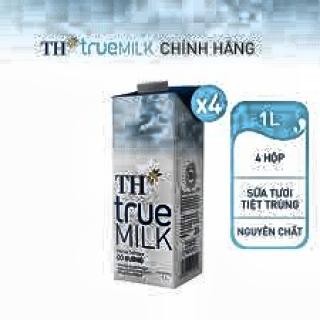 TH true MILK CHÍNH HÃNG
x4
1L
4 HỘP
SỮA TƯƠI
TIỆT TRÙNG
NGUYÊN CHẤT
TH
true
MILK
CÓ ĐƯỜNG